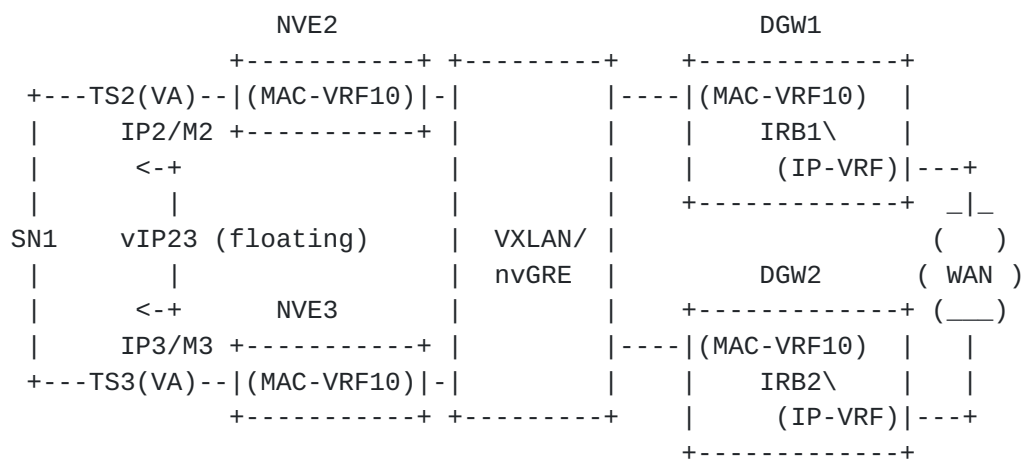 NVE2                             DGW1
               +-----------+ +---------+     +-------------+
 +---TS2(VA)--|(MAC-VRF10)|-|         |----|(MAC-VRF10)  |
 |     IP2/M2 +-----------+ |         |    |    IRB1\    |
 |      <-+                 |         |    |     (IP-VRF)|---+
 |        |                 |         |    +-------------+  _|_
SN1    vIP23 (floating)     |  VXLAN/ |                    (   )
 |        |                 |  nvGRE  |        DGW2       ( WAN )
 |      <-+     NVE3        |         |    +-------------+ (___)
 |     IP3/M3 +-----------+ |         |----|(MAC-VRF10)  |   |
 +---TS3(VA)--|(MAC-VRF10)|-|         |    |    IRB2\    |   |
              +-----------+ +---------+    |     (IP-VRF)|---+
                                           +-------------+